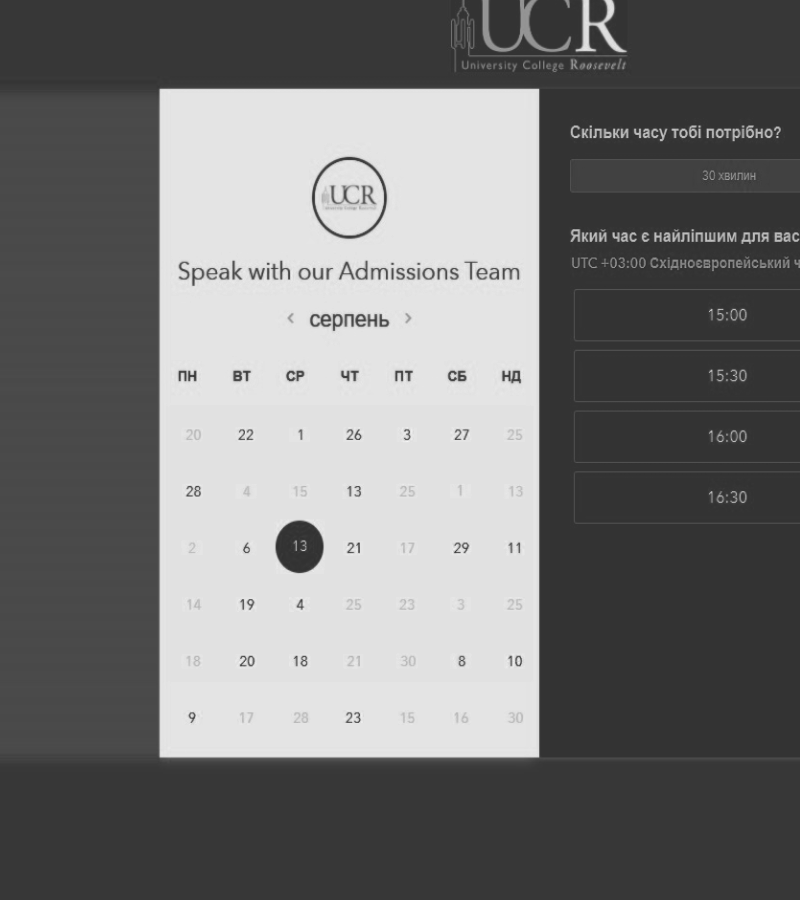 UCR
University College Roosevelt
UCR
Speak with our Admissions Team
‹ серпень ›
ПН ВТ СР ЧТ ПТ СБ НД
20 22 1 26 3 27 25
28 4 15 13 25 1 13
2 6 13 21 17 29 11
14 19 4 25 23 3 25
18 20 18 21 30 8 10
9 17 28 23 15 16 30
Скільки часу тобі потрібно?
30 хвилин
Який час є найліпшим для вас
UTC +03:00 Східноєвропейський ч
15:00
15:30
16:00
16:30